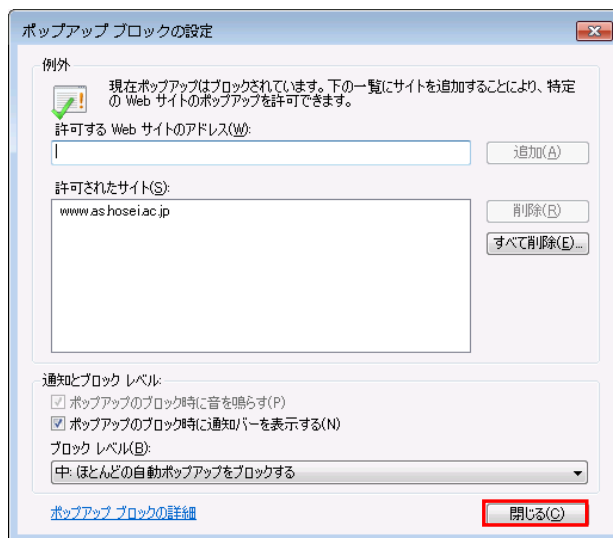 ポップアップ ブロックの設定
例外
現在ポップアップはブロックされています。下の一覧にサイトを追加することにより、特定
の Web サイトのポップアップを許可できます。
許可する Web サイトのアドレス(W):
追加(A)
許可されたサイト(S):
www.as.hosei.ac.jp
削除(R)
すべて削除(E)...
通知とブロック レベル:
ポップアップのブロック時に音を鳴らす(P)
ポップアップのブロック時に通知バーを表示する(N)
ブロック レベル(B):
中: ほとんどの自動ポップアップをブロックする
ポップアップ ブロックの詳細
閉じる(C)